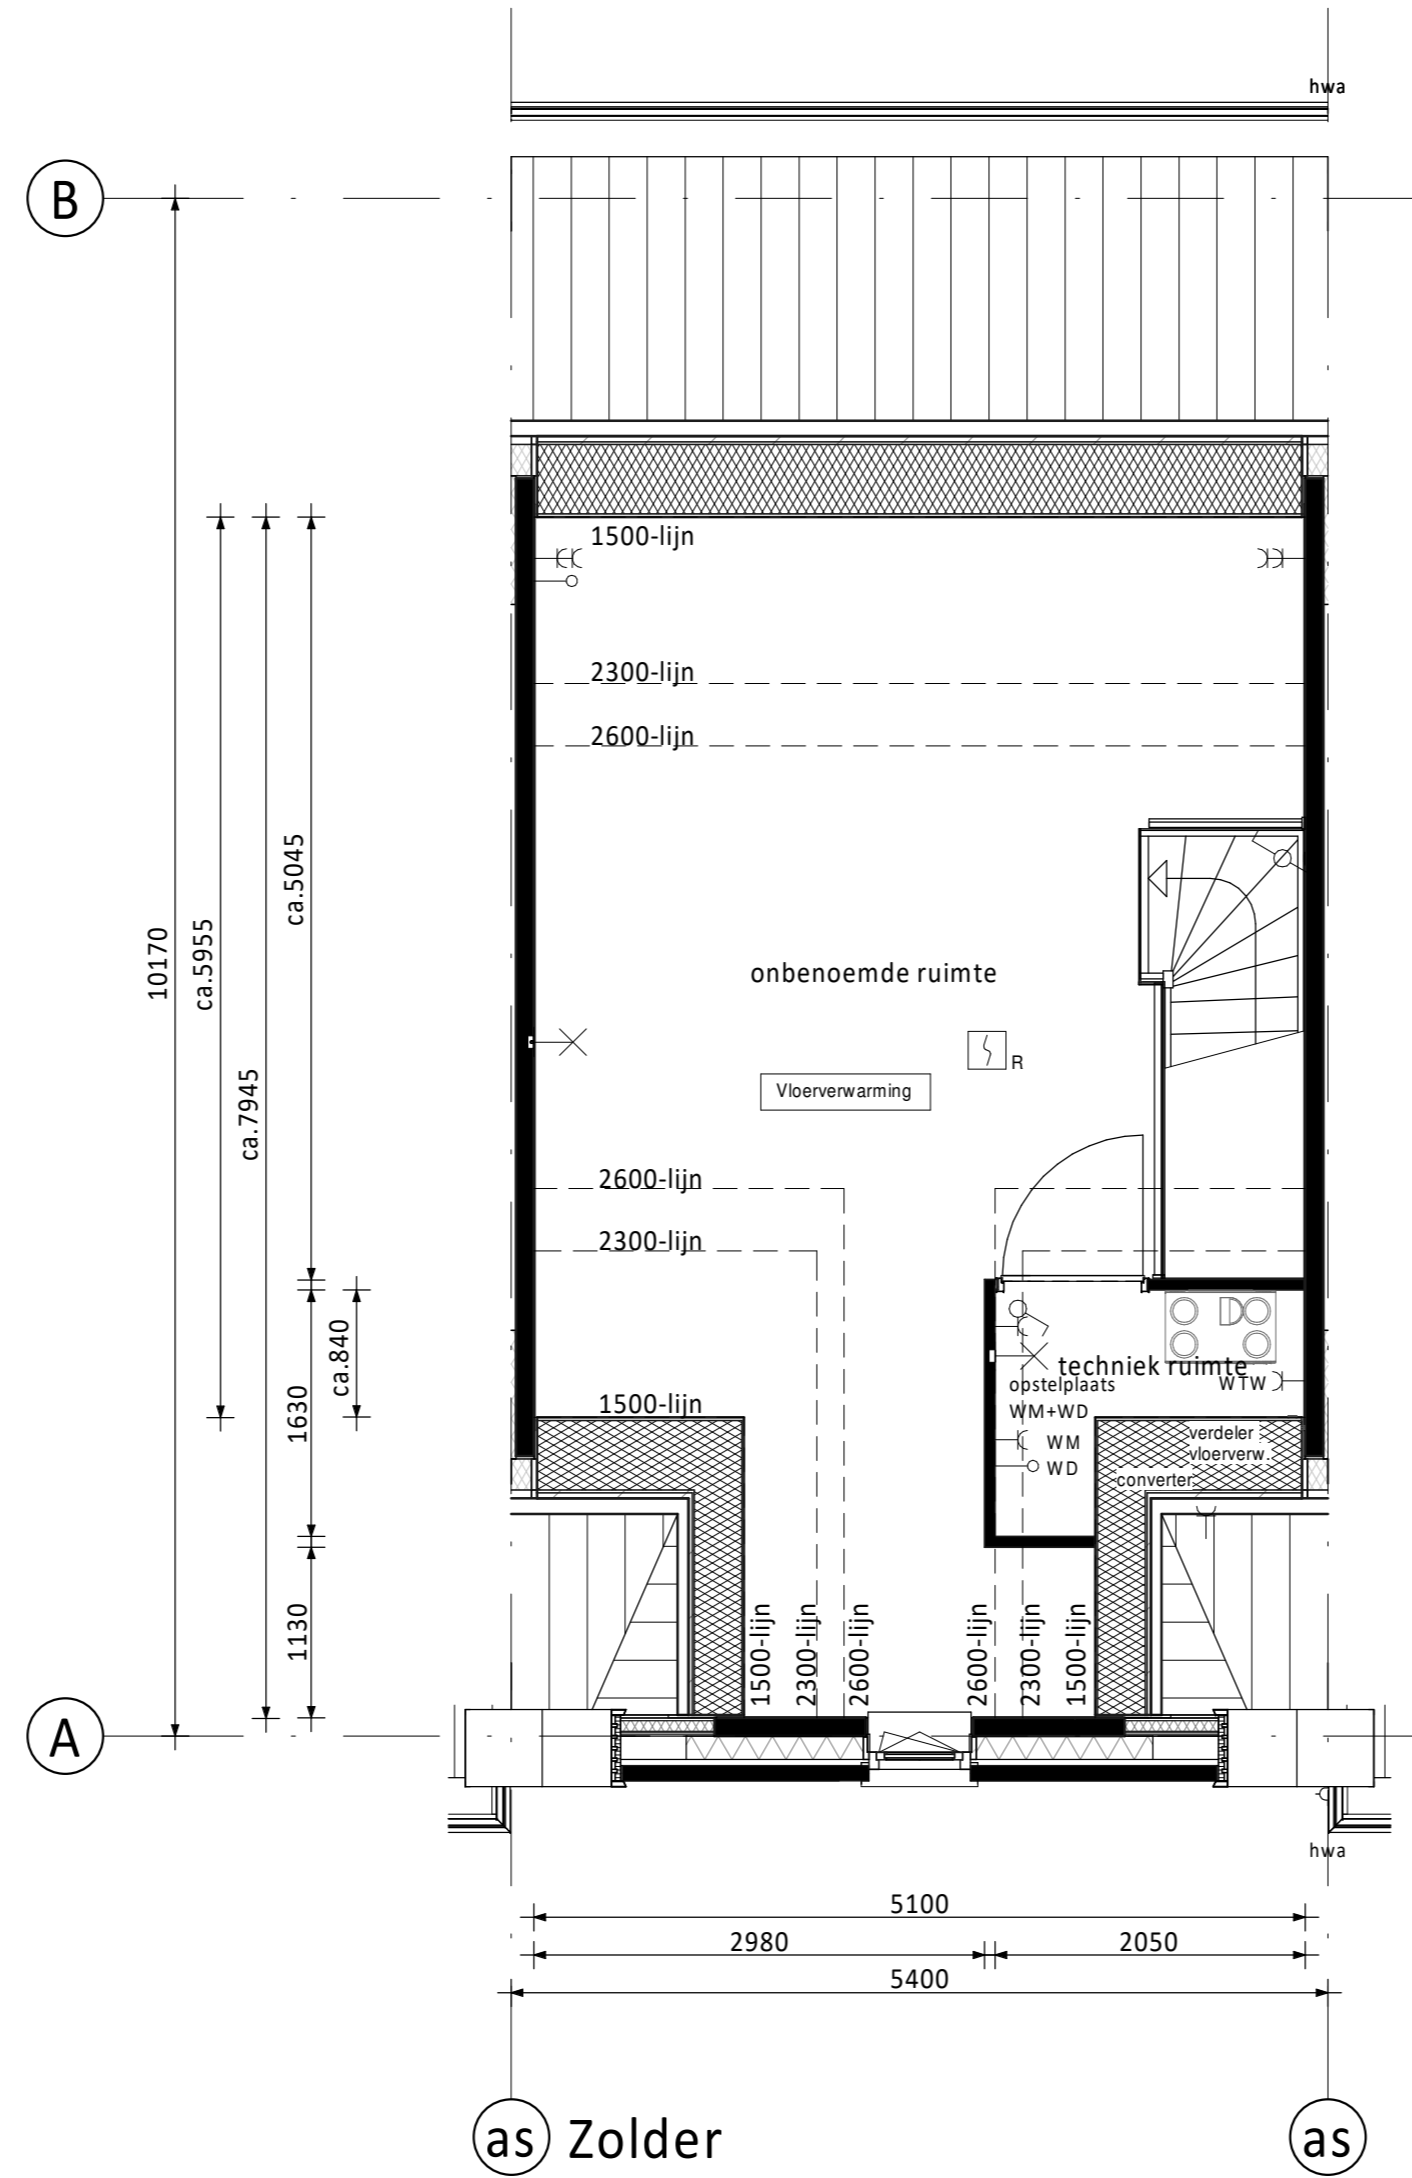 hwa
B
1500-lijn
2300-lijn
2600-lijn
10170
ca.5955
ca.7945
ca.5045
onbenoemde ruimte
R
Vloerverwarming
2600-lijn
2300-lijn
ca.840
1630
techniek ruimte
opstelplaats
WTW
WM+WD
1500-lijn
WM
WD
verdeler
vloerverw.
converter
1130
1500-lijn
2300-lijn
2600-lijn
2600-lijn
2300-lijn
1500-lijn
A
hwa
5100
2980
2050
5400
as
Zolder
as